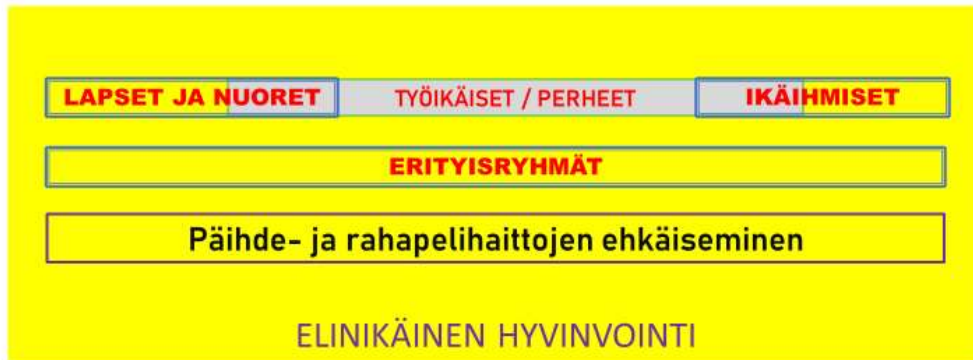 LAPSET JA NUORET TYÖIKÄISET / PERHEET IKÄIHMISET
ERITYISRYHMÄT
Päihde- ja rahapelihaittojen ehkäiseminen
ELINIKÄINEN HYVINVOINTI